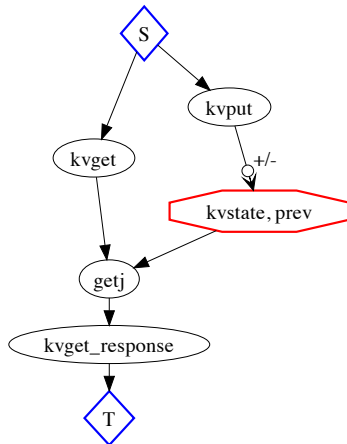 S
kvput
+/-
kvget
kvstate, prev
getj
kvget_response
T